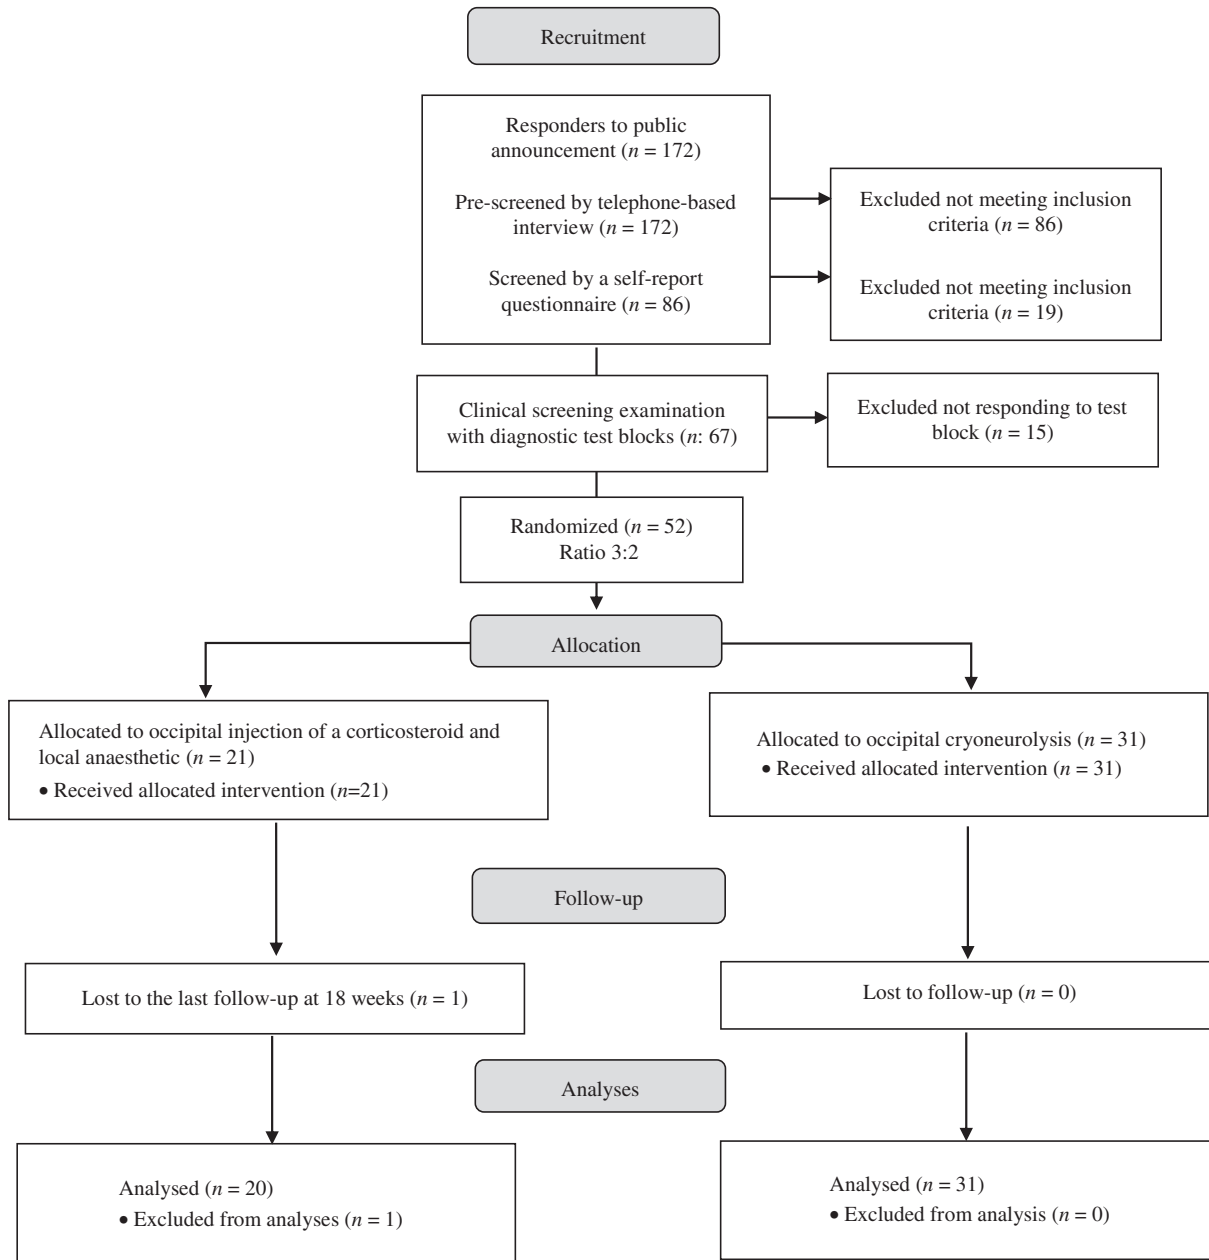 Recruitment
Responders to public
announcement (n = 172)
Pre-screened by telephone-based
interview (n = 172)
Screened by a self-report
questionnaire (n = 86)
Excluded not meeting inclusion
criteria (n = 86)
Excluded not meeting inclusion
criteria (n = 19)
Clinical screening examination
with diagnostic test blocks (n: 67)
Excluded not responding to test
block (n = 15)
Randomized (n = 52)
Ratio 3:2
Allocation
Allocated to occipital injection of a corticosteroid and
local anaesthetic (n = 21)
• Received allocated intervention (n=21)
Allocated to occipital cryoneurolysis (n = 31)
• Received allocated intervention (n = 31)
Follow-up
Lost to the last follow-up at 18 weeks (n = 1)
Lost to follow-up (n = 0)
Analyses
Analysed (n = 20)
• Excluded from analyses (n = 1)
Analysed (n = 31)
• Excluded from analysis (n = 0)